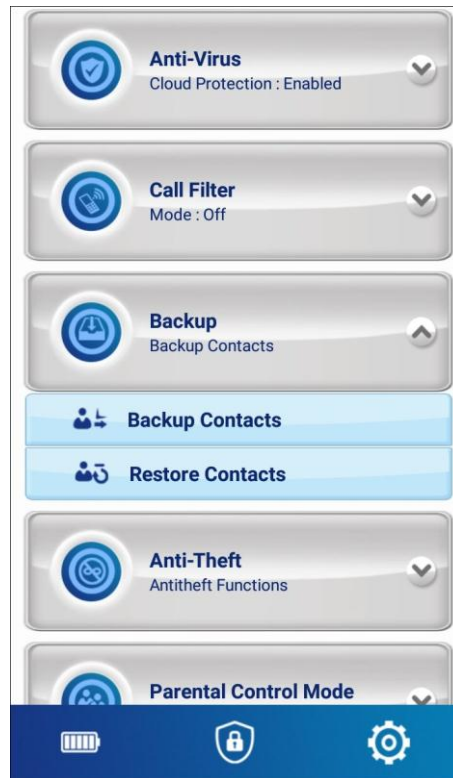 Anti-Virus
Cloud Protection : Enabled
Call Filter
Mode : Off
Backup
Backup Contacts
Backup Contacts
Restore Contacts
Anti-Theft
Antitheft Functions
Parental Control Mode